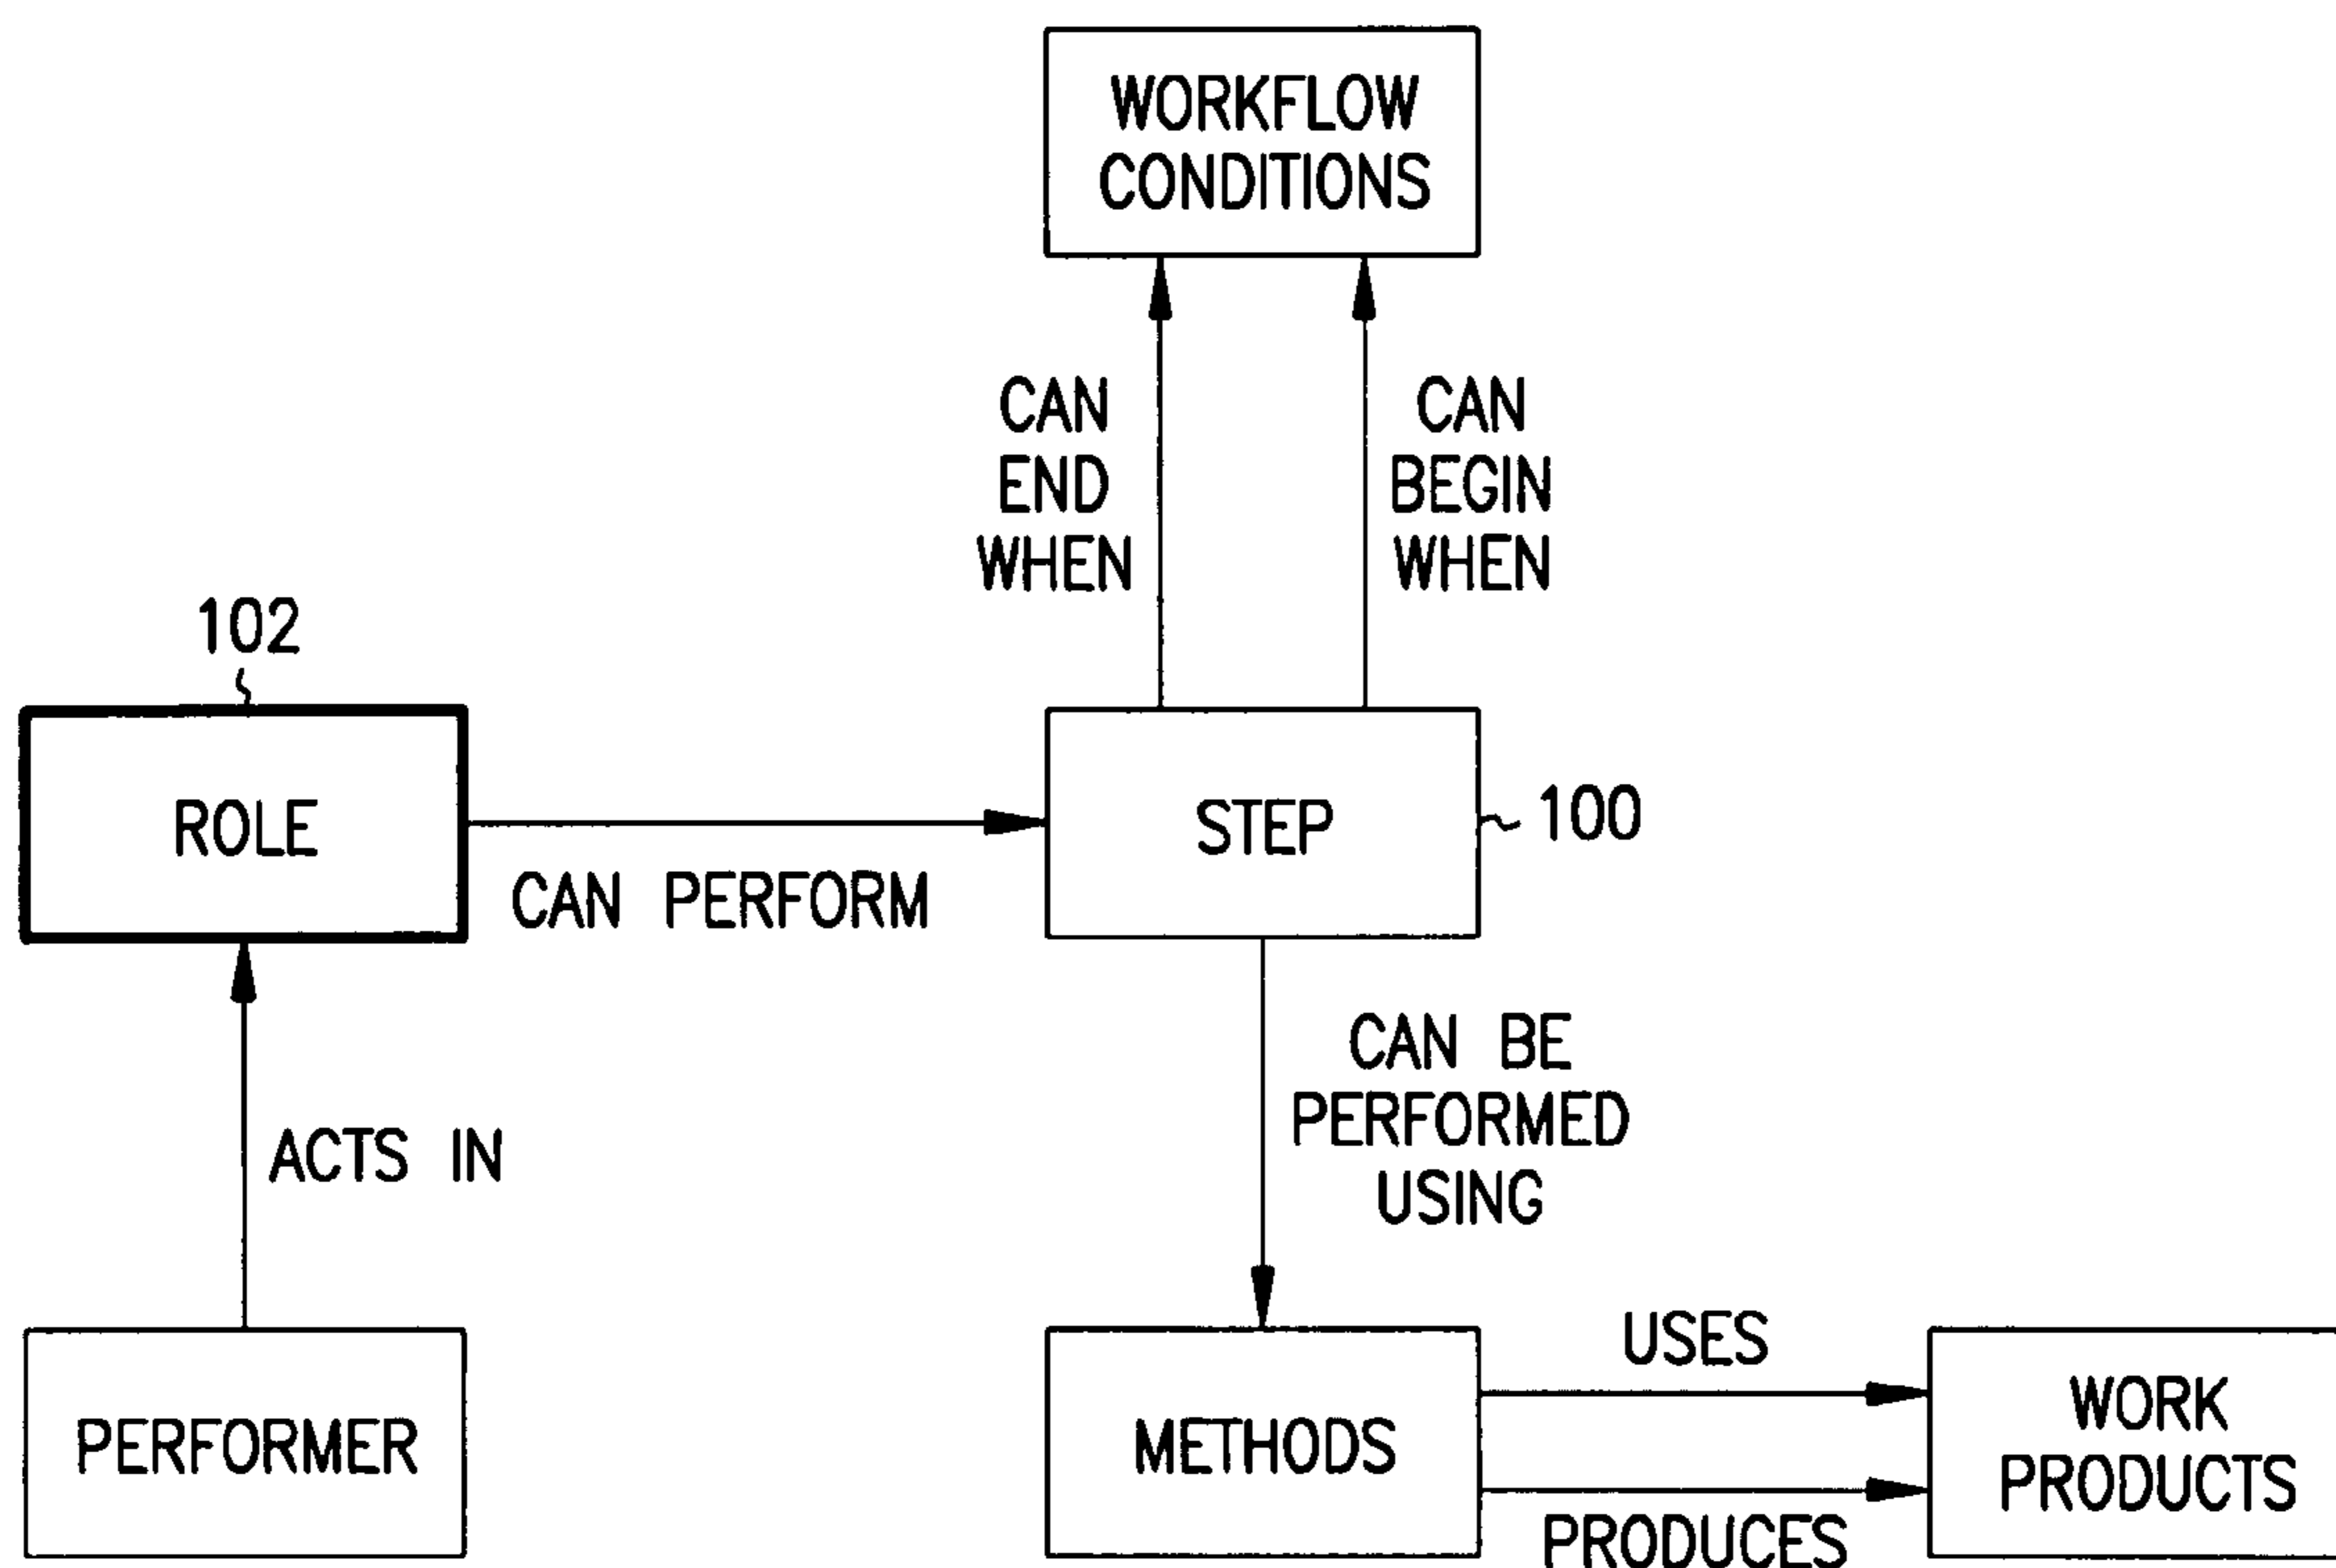 WORKFLOW
CONDITIONS
CAN
END
WHEN
CAN
BEGIN
WHEN
102
ROLE
CAN PERFORM
STEP
100
ACTS IN
CAN BE
PERFORMED
USING
PERFORMER
METHODS
USES
PRODUCES
WORK
PRODUCTS